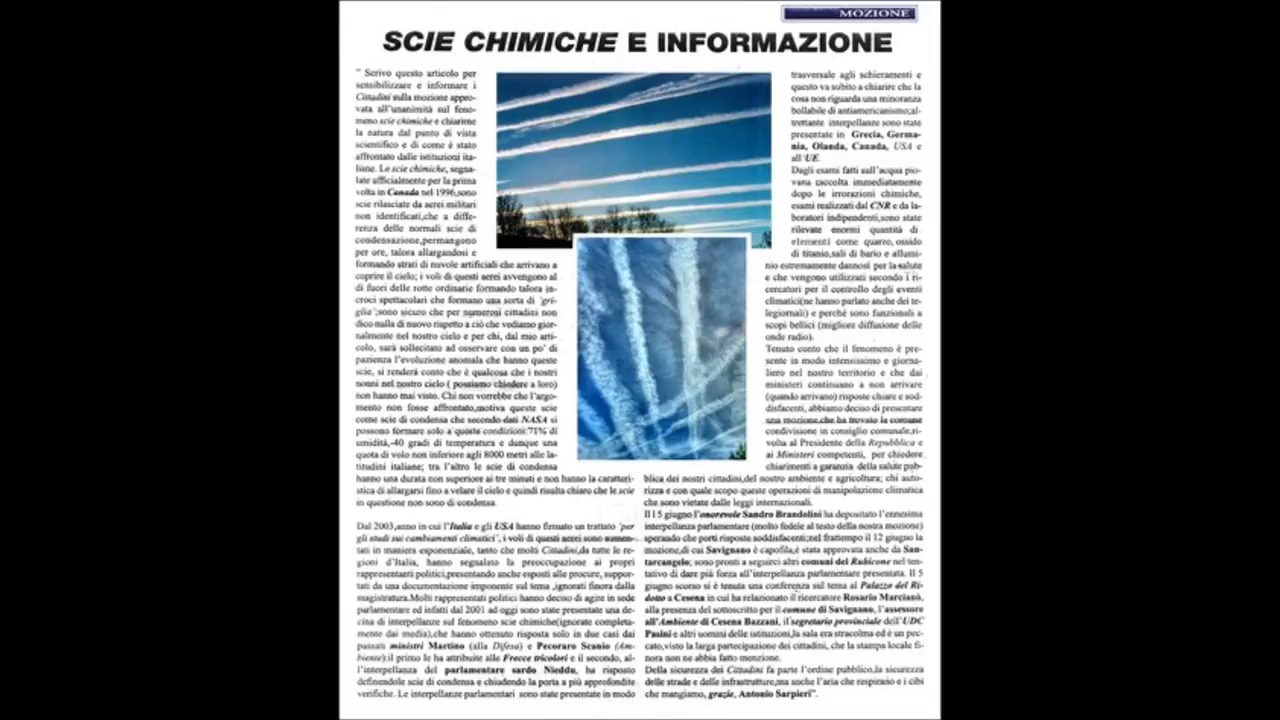 MOZIONE
SCIE CHIMICHE E INFORMAZIONE
" Scrivo questo articolo per
sensibilizzare e informare i
Cittadini sulla mozione appro-
vata all'unanimità sul feno-
meno scie chimiche e chiarirne
la natura dal punto di vista
scientifico e di come è stato
affrontato dalle istituzioni ita-
liane. Le scie chimiche, segna-
late ufficialmente per la prima
volta in Canada nel 1996,sono
scie rilasciate da aerei militari
non identificati,che a diffe-
renza delle normali scie di
condensazione,permangono
per ore, talora allargandosi e
formando strati di nuvole artificiali che arrivano a
coprire il cielo; i voli di questi aerei avvengono al
di fuori delle rotte ordinarie formando talora in-
croci spettacolari che formano una sorta di 'gri-
glia';sono sicuro che per numerosi cittadini non
dico nulla di nuovo rispetto a ciò che vediamo gior-
nalmente nel nostro cielo e per chi, dal mio arti-
colo, sarà sollecitato ad osservare con un po' di
pazienza l'evoluzione anomala che hanno queste
scie, si renderà conto che è qualcosa che i nostri
nonni nel nostro cielo ( possiamo chiedere a loro)
non hanno mai visto. Chi non vorrebbe che l'argo-
mento non fosse affrontato,motiva queste scie
come scie di condensa che secondo dati NASA si
possono formare solo a queste condizioni:71% di
umidità,-40 gradi di temperatura e dunque una
quota di volo non inferiore agli 8000 metri alle la-
titudini italiane; tra l'altro le scie di condensa
hanno una durata non superiore ai tre minuti e non hanno la caratteri-
stica di allargarsi fino a velare il cielo e quindi risulta chiaro che le scie
in questione non sono di condensa.
Dal 2003,anno in cui l'Italia e gli USA hanno firmato un trattato 'per
gli studi sui cambiamenti climatici', i voli di questi aerei sono aumen-
tati in maniera esponenziale, tanto che molti Cittadini,da tutte le re-
gioni d'Italia, hanno segnalato la preoccupazione ai propri
rappresentanti politici,presentando anche esposti alle procure, suppor-
tati da una documentazione imponente sul tema ,ignorati finora dalla
magistratura.Molti rappresentati politici hanno deciso di agire in sede
parlamentare ed infatti dal 2001 ad oggi sono state presentate una de-
cina di interpellanze sul fenomeno scie chimiche(ignorate completa-
mente dai media),che hanno ottenuto risposta solo in due casi dai
passati ministri Martino (alla Difesa) e Pecoraro Scanio (Am-
biente):il primo le ha attribuite alle Frecce tricolori e il secondo, al-
l'interpellanza del parlamentare sardo Nieddu, ha risposto
definendole scie di condensa e chiudendo la porta a più approfondite
verifiche. Le interpellanze parlamentari sono state presentate in modo
trasversale agli schieramenti e
questo va subito a chiarire che la
cosa non riguarda una minoranza
bollabile di antiamericanismo;al-
trettante interpellanze sono state
presentate in Grecia, Germa-
nia, Olanda, Canada, USA e
all'UE.
Dagli esami fatti sull'acqua pio-
vana raccolta immediatamente
dopo le irrorazioni chimiche,
esami realizzati dal CNR e da la-
boratori indipendenti,sono state
rilevate enormi quantità di
elementi come quarzo, ossido
di titanio,sali di bario e allumi-
nio estremamente dannosi per la salute
e che vengono utilizzati secondo i ri-
cercatori per il controllo degli eventi
climatici(ne hanno parlato anche dei te-
legiornali) e perché sono funzionali a
scopi bellici (migliore diffusione delle
onde radio).
Tenuto conto che il fenomeno è pre-
sente in modo intensissimo e giorna-
liero nel nostro territorio e che dai
ministeri continuano a non arrivare
(quando arrivano) risposte chiare e sod-
disfacenti, abbiamo deciso di presentare
una mozione,che ha trovato la comune
condivisione in consiglio comunale,ri-
volta al Presidente della Repubblica e
ai Ministeri competenti, per chiedere
chiarimenti a garanzia della salute pub-
blica dei nostri cittadini,del nostro ambiente e agricoltura; chi auto-
rizza e con quale scopo queste operazioni di manipolazione climatica
che sono vietate dalle leggi internazionali.
Il 15 giugno l'onorevole Sandro Brandolini ha depositato l'ennesima
interpellanza parlamentare (molto fedele al testo della nostra mozione)
sperando che porti risposte soddisfacenti;nel frattempo il 12 giugno la
mozione,di cui Savignano è capofila,è stata approvata anche da San-
tarcangelo; sono pronti a seguirci altri comuni del Rubicone nel ten-
tativo di dare più forza all'interpellanza parlamentare presentata. Il 5
giugno scorso si è tenuta una conferenza sul tema al Palazzo del Ri-
dotto a Cesena in cui ha relazionato il ricercatore Rosario Marcianò,
alla presenza del sottoscritto per il comune di Savignano, l'assessore
all'Ambiente di Cesena Bazzani, il segretario provinciale dell'UDC
Pasini e altri uomini delle istituzioni,la sala era stracolma ed è un pec-
cato,visto la larga partecipazione dei cittadini, che la stampa locale fi-
nora non ne abbia fatto menzione.
Della sicurezza dei Cittadini fa parte l'ordine pubblico,la sicurezza
delle strade e delle infrastrutture,ma anche l'aria che respirano e i cibi
che mangiamo, grazie, Antonio Sarpieri".